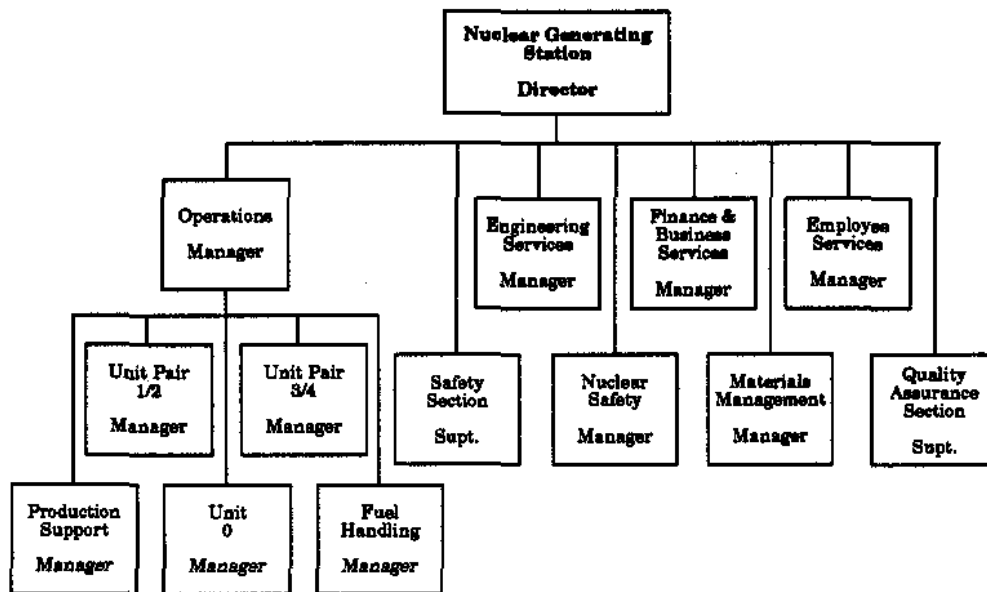 Nuclear Generating
Station
Director
Operations
Manager
Engineering
Services
Manager
Finance &
Business
Services
Manager
Employee
Services
Manager
Unit Pair
1/2
Manager
Unit Pair
3/4
Manager
Safety
Section
Supt.
Nuclear
Safety
Manager
Materials
Management
Manager
Quality
Assurance
Section
Supt.
Production
Support
Manager
Unit
0
Manager
Fuel
Handling
Manager